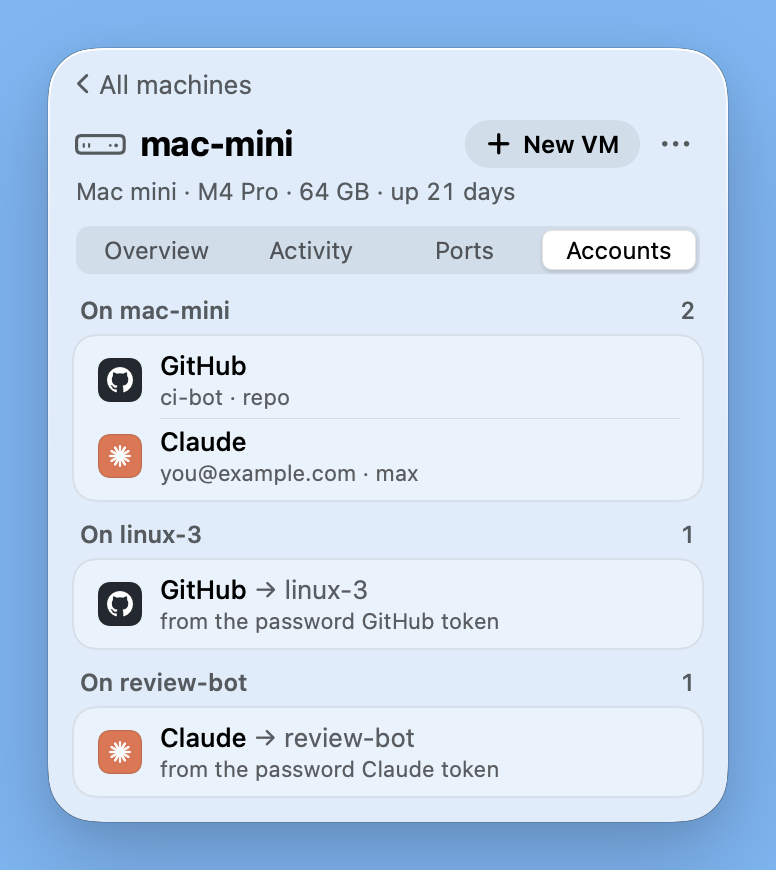 All machines
mac-mini
New VM
Mac mini · M4 Pro · 64 GB · up 21 days
Overview
Activity
Ports
Accounts
On mac-mini 2
GitHub
ci-bot · repo
Claude
you@example.com · max
On linux-3 1
GitHub → linux-3
from the password GitHub token
On review-bot 1
Claude → review-bot
from the password Claude token